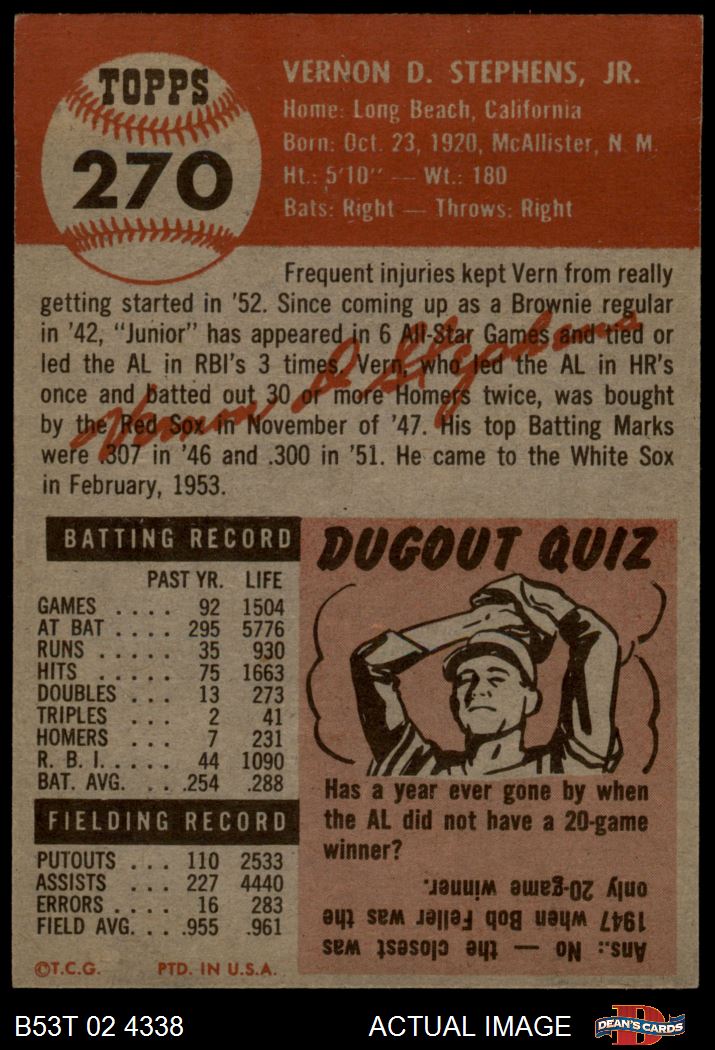 TOPPS
270
VERNON D. STEPHENS, JR.
Home: Long Beach, California
Born: Oct. 23, 1920, McAllister, N. M.
Ht.: 5'10" — Wt.: 180
Bats: Right — Throws: Right
Frequent injuries kept Vern from really
getting started in '52. Since coming up as a Brownie regular
in '42, "Junior" has appeared in 6 All-Star Games and tied or
led the AL in RBI's 3 times. Vern, who led the AL in HR's
once and batted out 30 or more Homers twice, was bought
by the Red Sox in November of '47. His top Batting Marks
were .307 in '46 and .300 in '51. He came to the White Sox
in February, 1953.
Vernon D. Stephens
BATTING RECORD
PAST YR. LIFE
GAMES .... 92 1504
AT BAT .... 295 5776
RUNS ..... 35 930
HITS ..... 75 1663
DOUBLES ... 13 273
TRIPLES ... 2 41
HOMERS ... 7 231
R. B. I. .... 44 1090
BAT. AVG. .. .254 .288
FIELDING RECORD
PUTOUTS ... 110 2533
ASSISTS ... 227 4440
ERRORS .... 16 283
FIELD AVG. .. .955 .961
©T.C.G. PTD. IN U.S.A.
DUGOUT QUIZ
Has a year ever gone by when
the AL did not have a 20-game
winner?
Ans.: No — the closest was
1947 when Bob Feller was the
only 20-game winner.
B53T 02 4338 ACTUAL IMAGE
D
DEAN'S CARDS